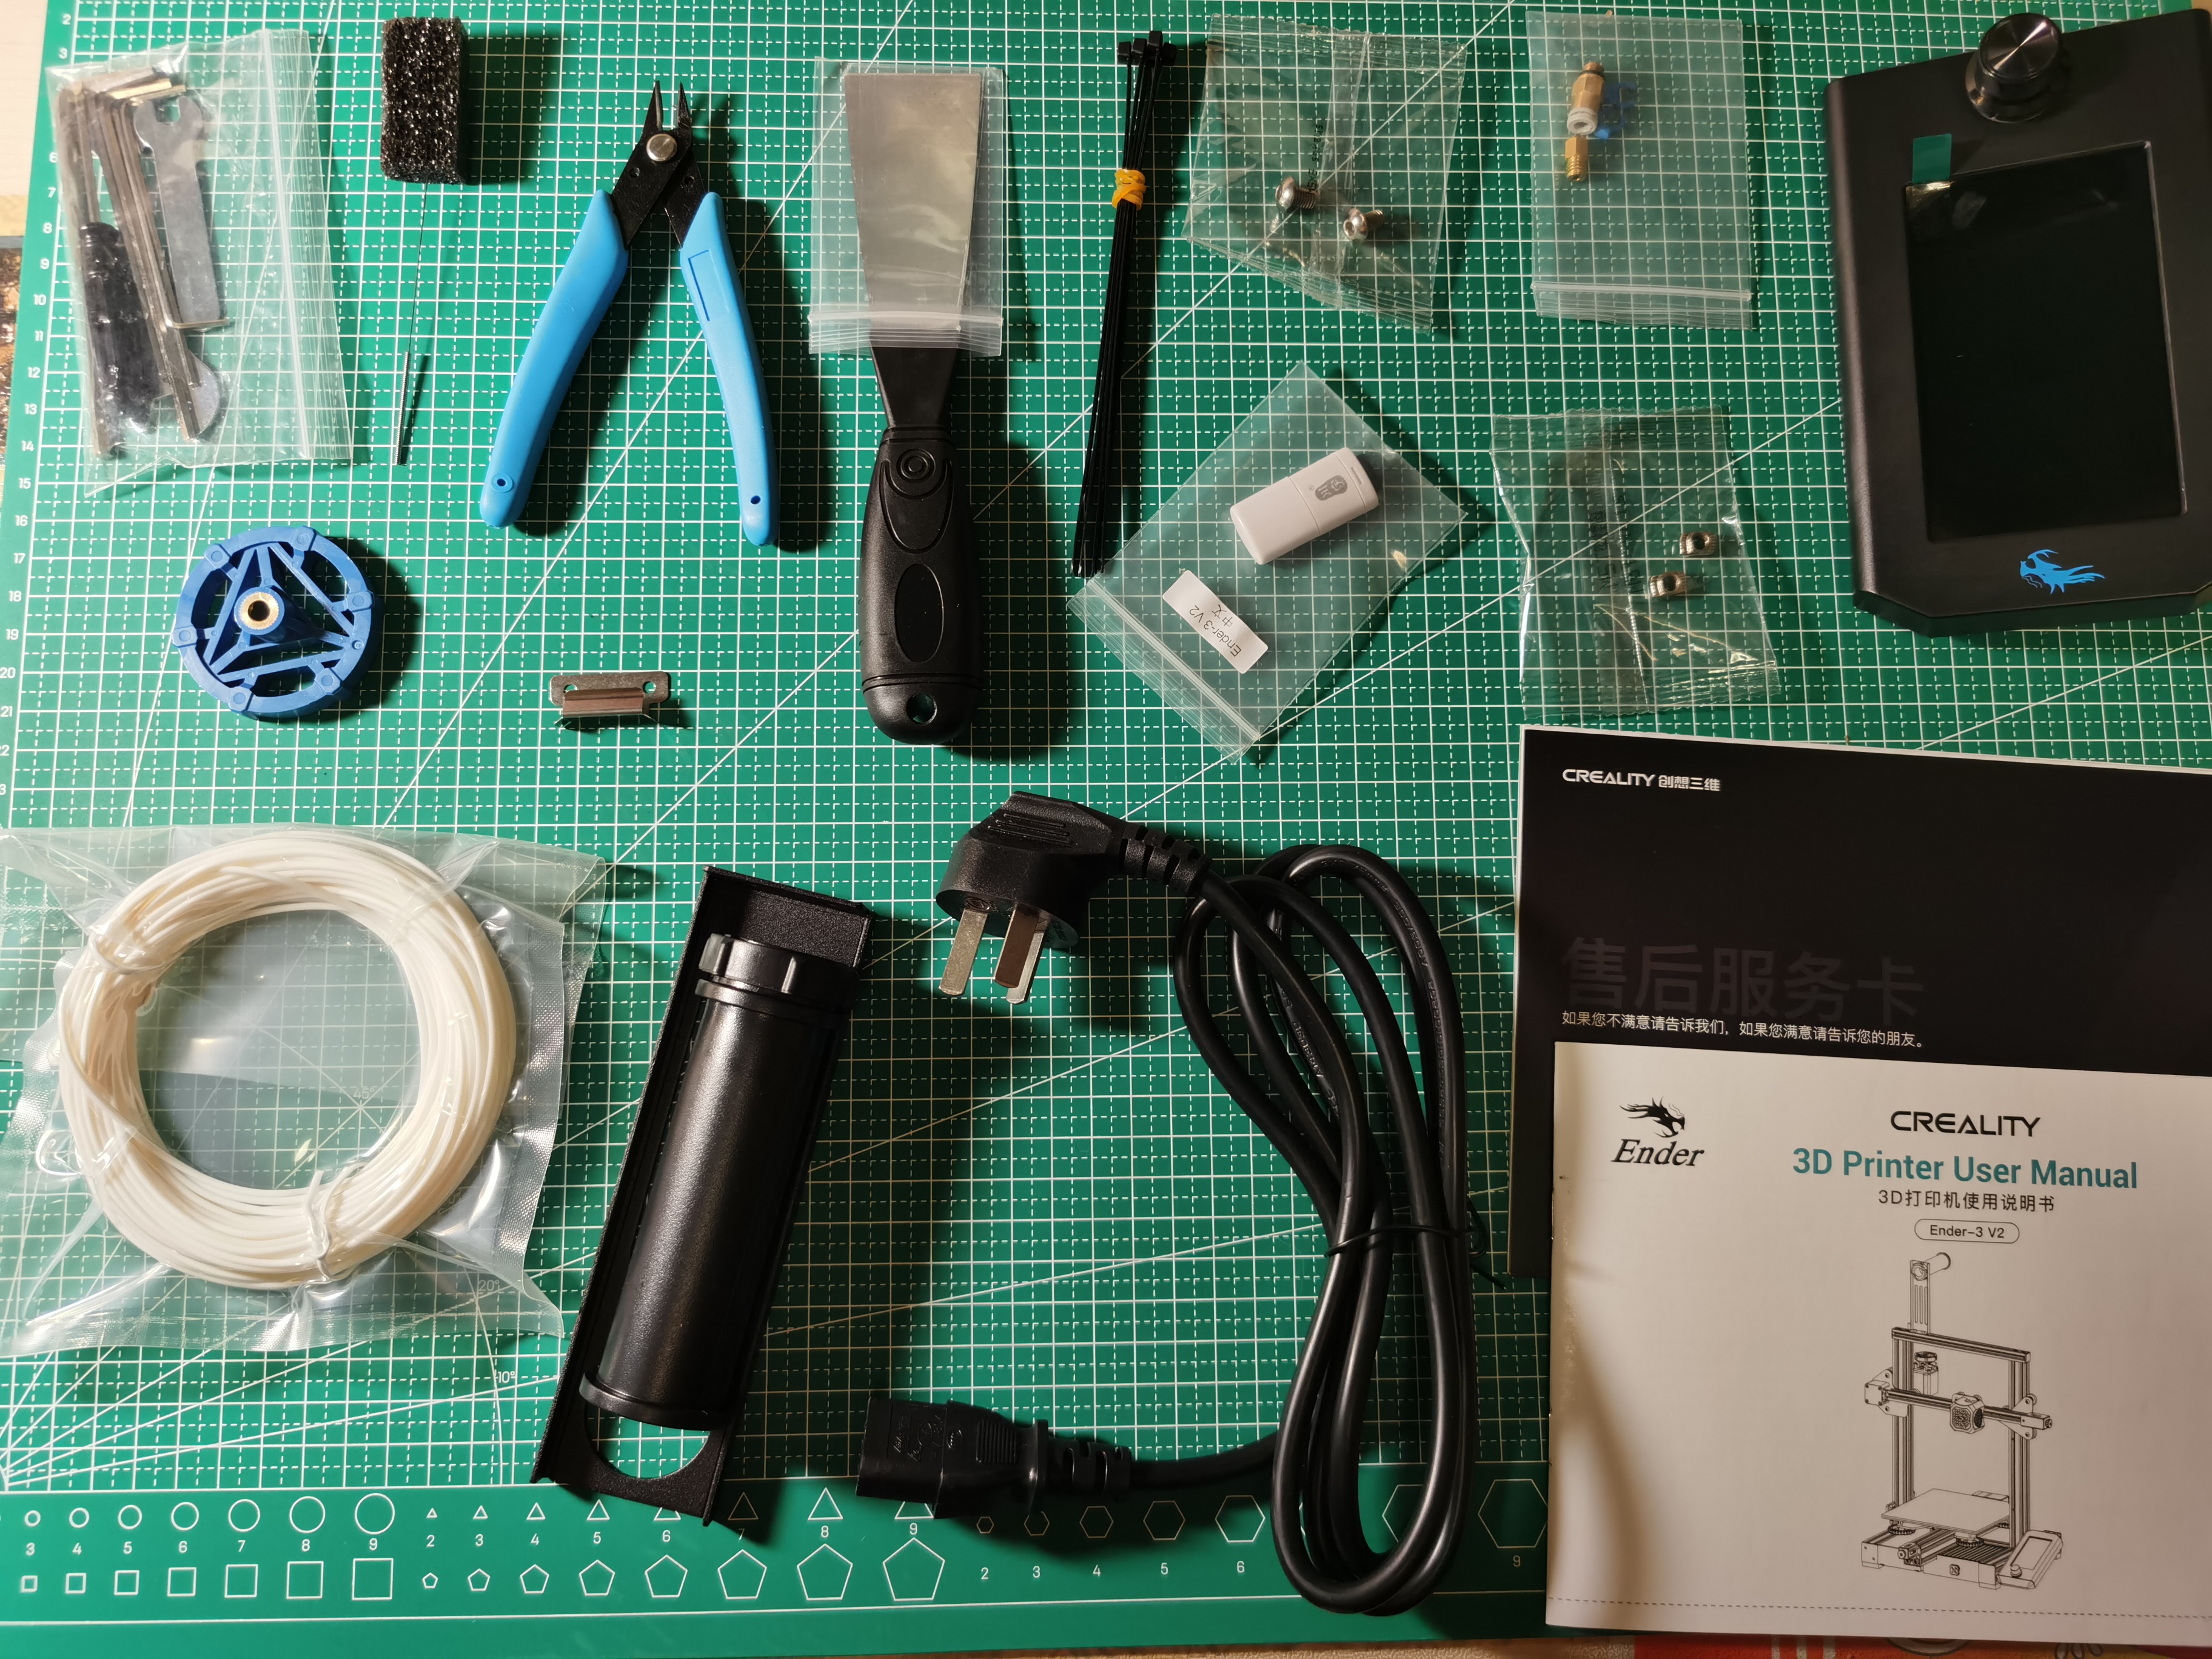 Ender-3 V2
中文
CREALITY 创想三维
售后服务卡
如果您不满意请告诉我们，如果您满意请告诉您的朋友。
Ender
CREALITY
3D Printer User Manual
3D打印机使用说明书
Ender-3 V2
2
3
6
7
8
9
10
11
12
13
14
15
16
17
18
19
20
21
22
45°
20°
10°
3 4 5 6 7 8 9 2 3 4 5 6 7 8 9
2 3 4 5 6 9